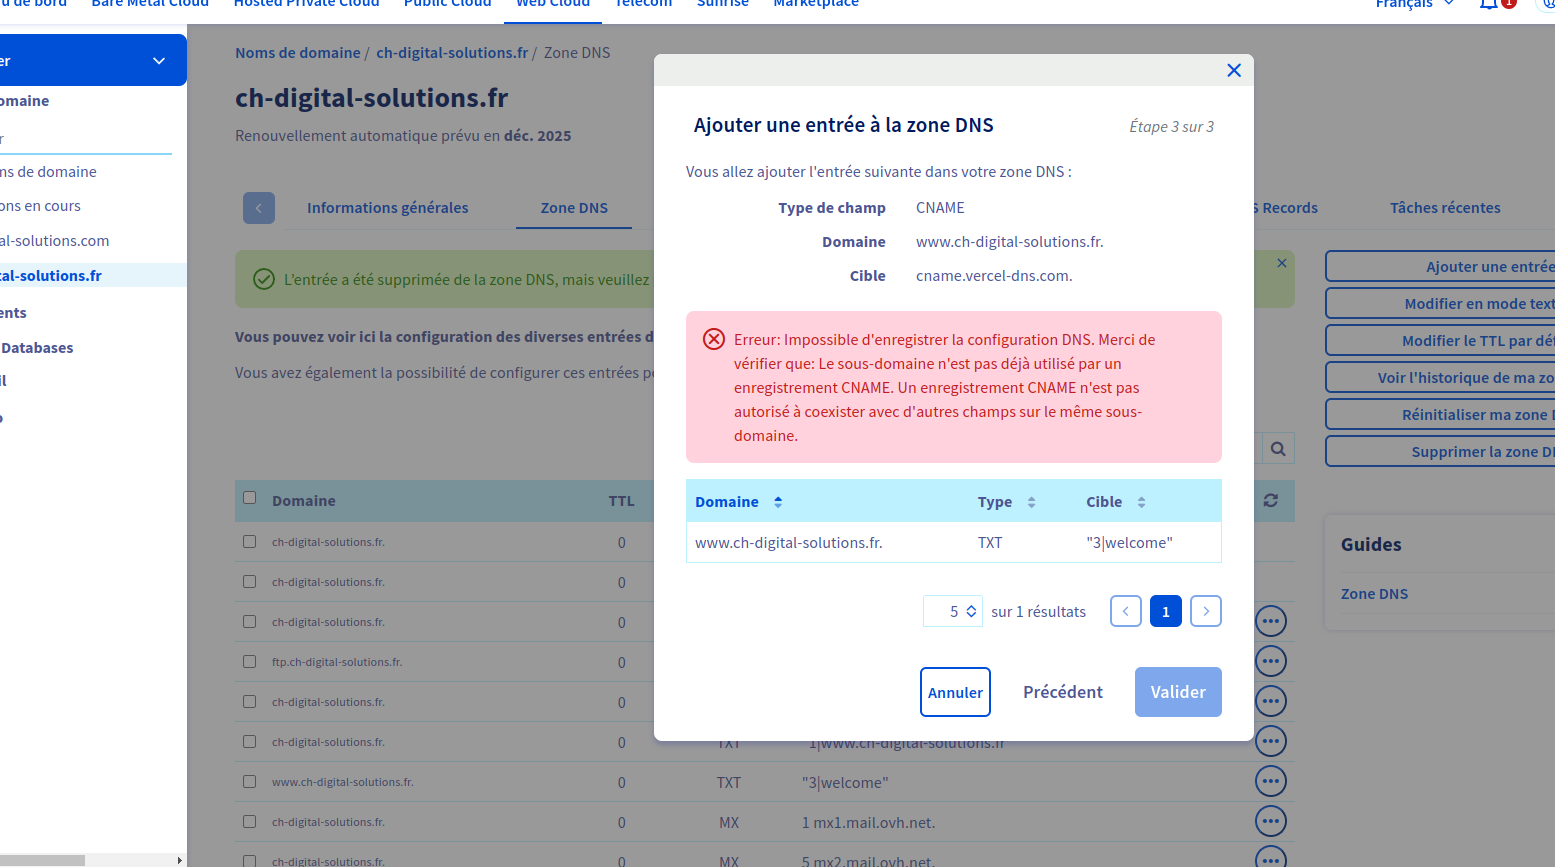 u de bord Bare Metal Cloud Hosted Private Cloud Public Cloud Web Cloud Telecom Sunrise Marketplace Français 1
er
omaine
r
ns de domaine
ons en cours
al-solutions.com
tal-solutions.fr
ents
Databases
il
o
Noms de domaine / ch-digital-solutions.fr / Zone DNS
ch-digital-solutions.fr
Renouvellement automatique prévu en déc. 2025
Informations générales Zone DNS S Records Tâches récentes
L'entrée a été supprimée de la zone DNS, mais veuillez
Vous pouvez voir ici la configuration des diverses entrées d
Vous avez également la possibilité de configurer ces entrées po
Domaine TTL
ch-digital-solutions.fr. 0
ch-digital-solutions.fr. 0
ch-digital-solutions.fr. 0
ftp.ch-digital-solutions.fr. 0
ch-digital-solutions.fr. 0
ch-digital-solutions.fr. 0 TXT "1|www.ch-digital-solutions.fr
www.ch-digital-solutions.fr. 0 TXT "3|welcome"
ch-digital-solutions.fr. 0 MX 1 mx1.mail.ovh.net.
ch-digital-solutions.fr. 0 MX 5 mx2.mail.ovh.net.
Ajouter une entrée à la zone DNS Étape 3 sur 3
Vous allez ajouter l'entrée suivante dans votre zone DNS :
Type de champ CNAME
Domaine www.ch-digital-solutions.fr.
Cible cname.vercel-dns.com.
Erreur: Impossible d'enregistrer la configuration DNS. Merci de
vérifier que: Le sous-domaine n'est pas déjà utilisé par un
enregistrement CNAME. Un enregistrement CNAME n'est pas
autorisé à coexister avec d'autres champs sur le même sous-
domaine.
Domaine Type Cible
www.ch-digital-solutions.fr. TXT "3|welcome"
5 sur 1 résultats 1
Annuler Précédent Valider
Ajouter une entrée
Modifier en mode text
Modifier le TTL par déf
Voir l'historique de ma zo
Réinitialiser ma zone D
Supprimer la zone DN
Guides
Zone DNS